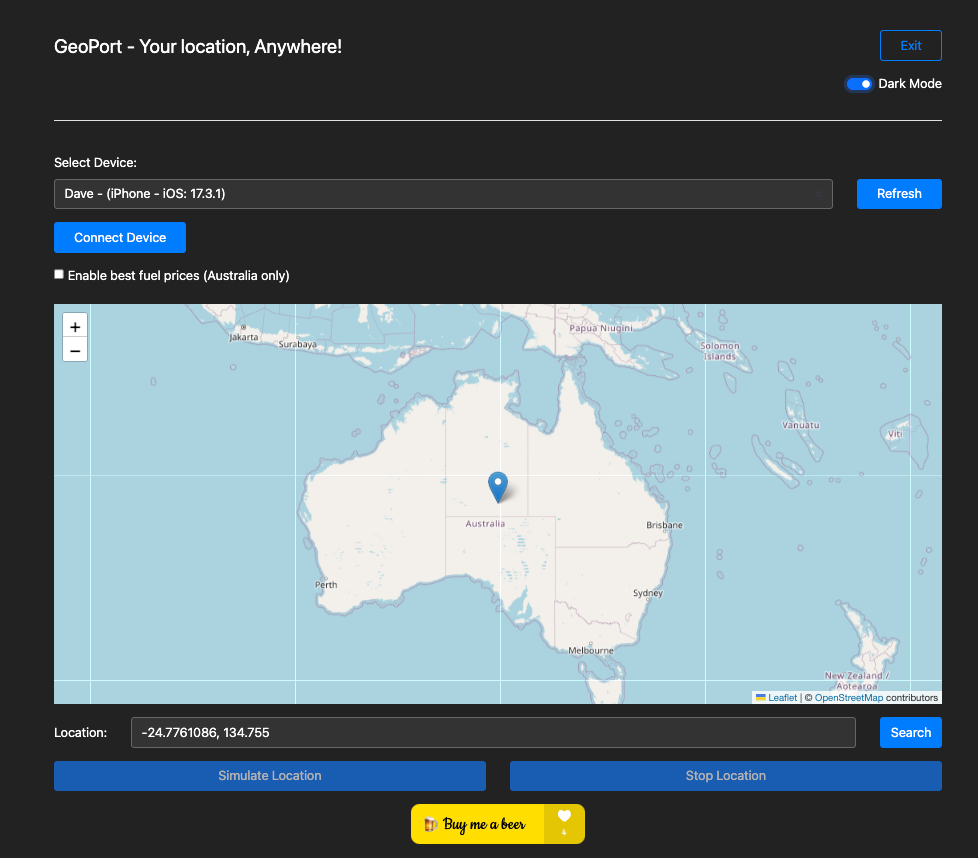 GeoPort - Your location, Anywhere!
Exit
Dark Mode
Select Device:
Dave - (iPhone - iOS: 17.3.1)
Refresh
Connect Device
Enable best fuel prices (Australia only)
+
−
Jakarta
Surabaya
Papua Niugini
Solomon
Islands
Vanuatu
Viti
Australia
Brisbane
Perth
Sydney
Melbourne
New Zealand /
Aotearoa
Leaflet | © OpenStreetMap contributors
Location:
-24.7761086, 134.755
Search
Simulate Location
Stop Location
Buy me a beer
4